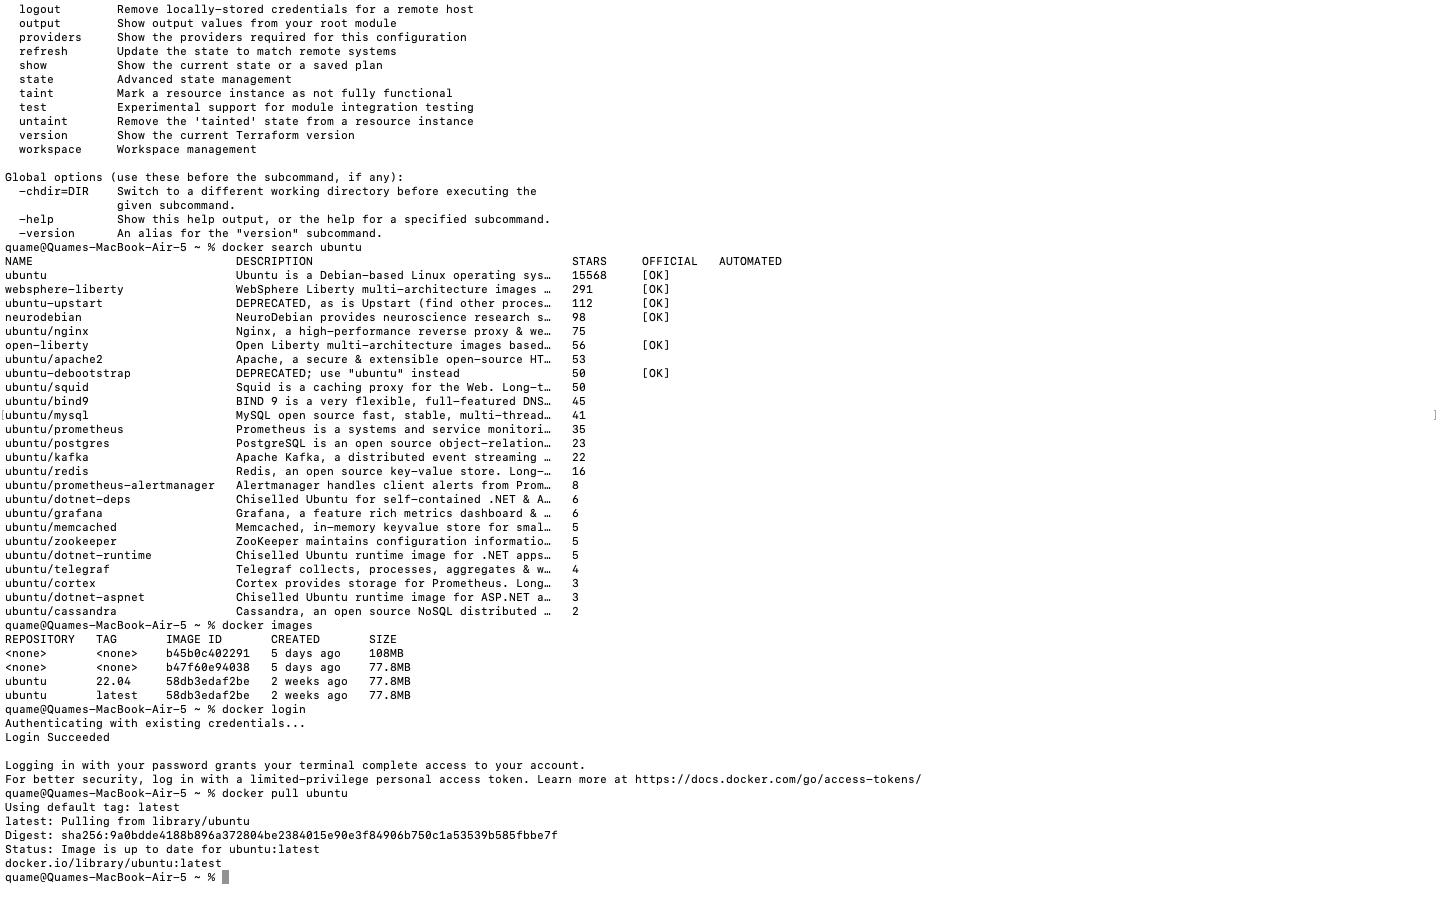 logout        Remove locally-stored credentials for a remote host
  output        Show output values from your root module
  providers     Show the providers required for this configuration
  refresh       Update the state to match remote systems
  show          Show the current state or a saved plan
  state         Advanced state management
  taint         Mark a resource instance as not fully functional
  test          Experimental support for module integration testing
  untaint       Remove the 'tainted' state from a resource instance
  version       Show the current Terraform version
  workspace     Workspace management

Global options (use these before the subcommand, if any):
  -chdir=DIR    Switch to a different working directory before executing the
                given subcommand.
  -help         Show this help output, or the help for a specified subcommand.
  -version      An alias for the "version" subcommand.
quame@Quames-MacBook-Air-5 ~ % docker search ubuntu
NAME                             DESCRIPTION                                     STARS     OFFICIAL   AUTOMATED
ubuntu                           Ubuntu is a Debian-based Linux operating sys…   15568     [OK]
websphere-liberty                WebSphere Liberty multi-architecture images …   291       [OK]
ubuntu-upstart                   DEPRECATED, as is Upstart (find other proces…   112       [OK]
neurodebian                      NeuroDebian provides neuroscience research s…   98        [OK]
ubuntu/nginx                     Nginx, a high-performance reverse proxy & we…   75
open-liberty                     Open Liberty multi-architecture images based…   56        [OK]
ubuntu/apache2                   Apache, a secure & extensible open-source HT…   53
ubuntu-debootstrap               DEPRECATED; use "ubuntu" instead                50        [OK]
ubuntu/squid                     Squid is a caching proxy for the Web. Long-t…   50
ubuntu/bind9                     BIND 9 is a very flexible, full-featured DNS…   45
[ubuntu/mysql                     MySQL open source fast, stable, multi-thread…   41 ]
ubuntu/prometheus                Prometheus is a systems and service monitori…   35
ubuntu/postgres                  PostgreSQL is an open source object-relation…   23
ubuntu/kafka                     Apache Kafka, a distributed event streaming …   22
ubuntu/redis                     Redis, an open source key-value store. Long-…   16
ubuntu/prometheus-alertmanager   Alertmanager handles client alerts from Prom…   8
ubuntu/dotnet-deps               Chiselled Ubuntu for self-contained .NET & A…   6
ubuntu/grafana                   Grafana, a feature rich metrics dashboard & …   6
ubuntu/memcached                 Memcached, in-memory keyvalue store for smal…   5
ubuntu/zookeeper                 ZooKeeper maintains configuration informatio…   5
ubuntu/dotnet-runtime            Chiselled Ubuntu runtime image for .NET apps…   5
ubuntu/telegraf                  Telegraf collects, processes, aggregates & w…   4
ubuntu/cortex                    Cortex provides storage for Prometheus. Long…   3
ubuntu/dotnet-aspnet             Chiselled Ubuntu runtime image for ASP.NET a…   3
ubuntu/cassandra                 Cassandra, an open source NoSQL distributed …   2
quame@Quames-MacBook-Air-5 ~ % docker images
REPOSITORY   TAG       IMAGE ID       CREATED       SIZE
<none>       <none>    b45b0c402291   5 days ago    108MB
<none>       <none>    b47f60e94038   5 days ago    77.8MB
ubuntu       22.04     58db3edaf2be   2 weeks ago   77.8MB
ubuntu       latest    58db3edaf2be   2 weeks ago   77.8MB
quame@Quames-MacBook-Air-5 ~ % docker login
Authenticating with existing credentials...
Login Succeeded

Logging in with your password grants your terminal complete access to your account.
For better security, log in with a limited-privilege personal access token. Learn more at https://docs.docker.com/go/access-tokens/
quame@Quames-MacBook-Air-5 ~ % docker pull ubuntu
Using default tag: latest
latest: Pulling from library/ubuntu
Digest: sha256:9a0bdde4188b896a372804be2384015e90e3f84906b750c1a53539b585fbbe7f
Status: Image is up to date for ubuntu:latest
docker.io/library/ubuntu:latest
quame@Quames-MacBook-Air-5 ~ %